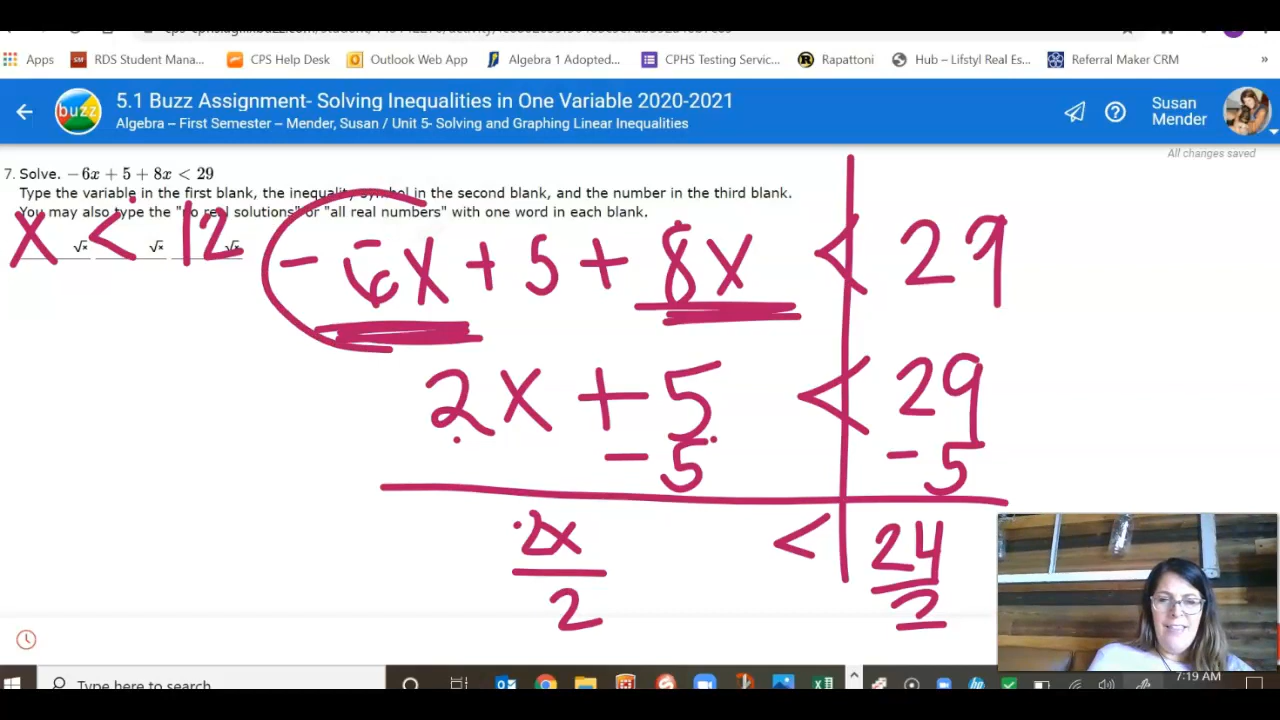 Apps RDS Student Mana... CPS Help Desk Outlook Web App Algebra 1 Adopted... CPHS Testing Servic... Rapattoni Hub – Lifstyl Real Es... Referral Maker CRM »
buzz 5.1 Buzz Assignment- Solving Inequalities in One Variable 2020-2021
Algebra – First Semester – Mender, Susan / Unit 5- Solving and Graphing Linear Inequalities
Susan
Mender
All changes saved
7. Solve. −6x + 5 + 8x < 29
Type the variable in the first blank, the inequality symbol in the second blank, and the number in the third blank.
You may also type the "no real solutions" or "all real numbers" with one word in each blank.
x < 12
- 6x + 5 + 8x < 29
2x + 5 < 29
- 5 - 5
2x < 24
2 2
Type here to search
7:19 AM